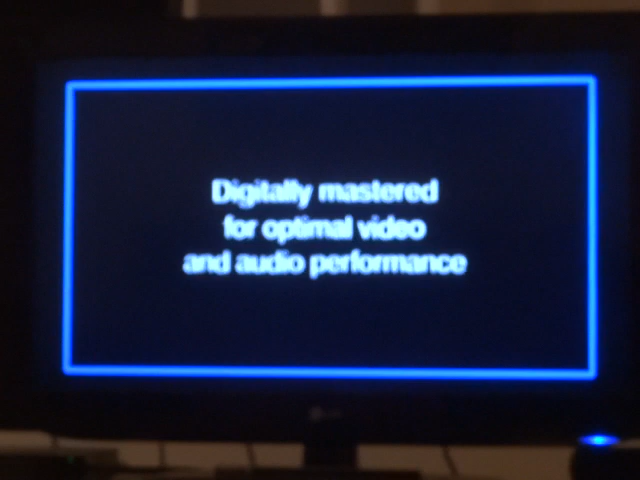 Digitally mastered
for optimal video
and audio performance